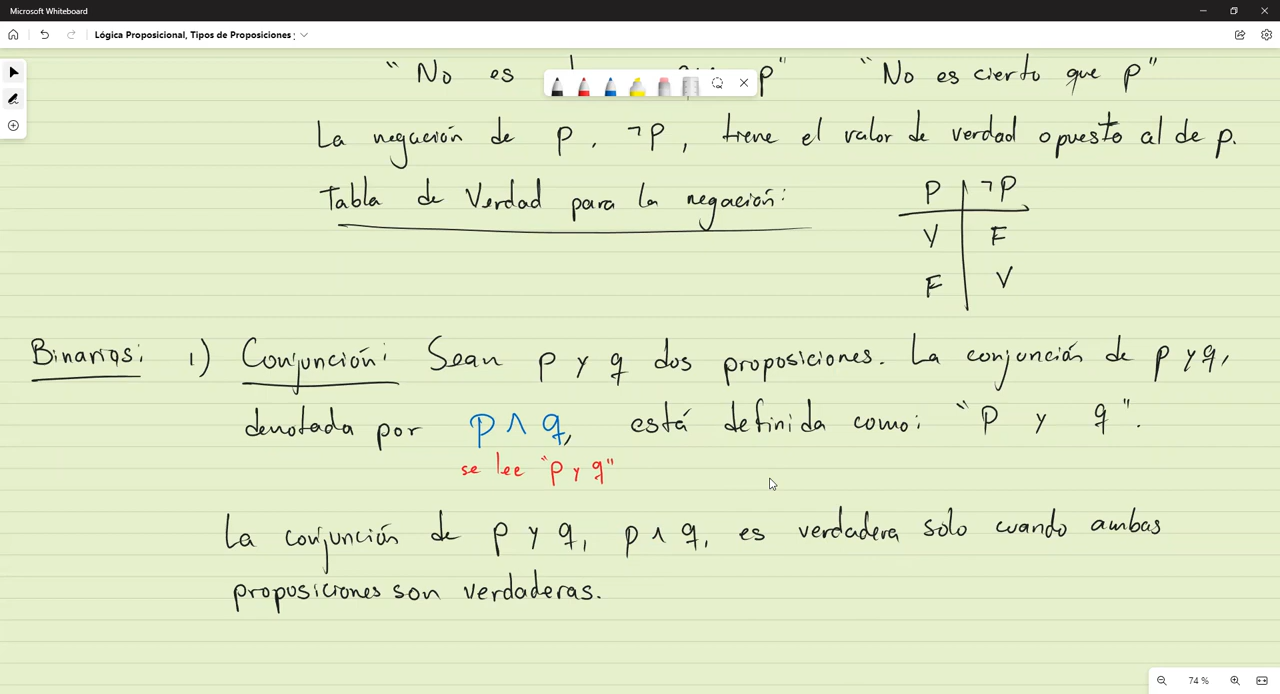 Microsoft Whiteboard
Lógica Proposicional, Tipos de Proposiciones
"No es p" "No es cierto que p"
La negación de p, ¬p, tiene el valor de verdad opuesto al de p.
Tabla de Verdad para la negación:
p ¬p
V F
F V
Binarios: 1) Conjunción: Sean p y q dos proposiciones. La conjunción de p y q,
denotada por p ∧ q, está definida como: "p y q".
se lee "p y q"
La conjunción de p y q, p ∧ q, es verdadera solo cuando ambas
proposiciones son verdaderas.
74 %